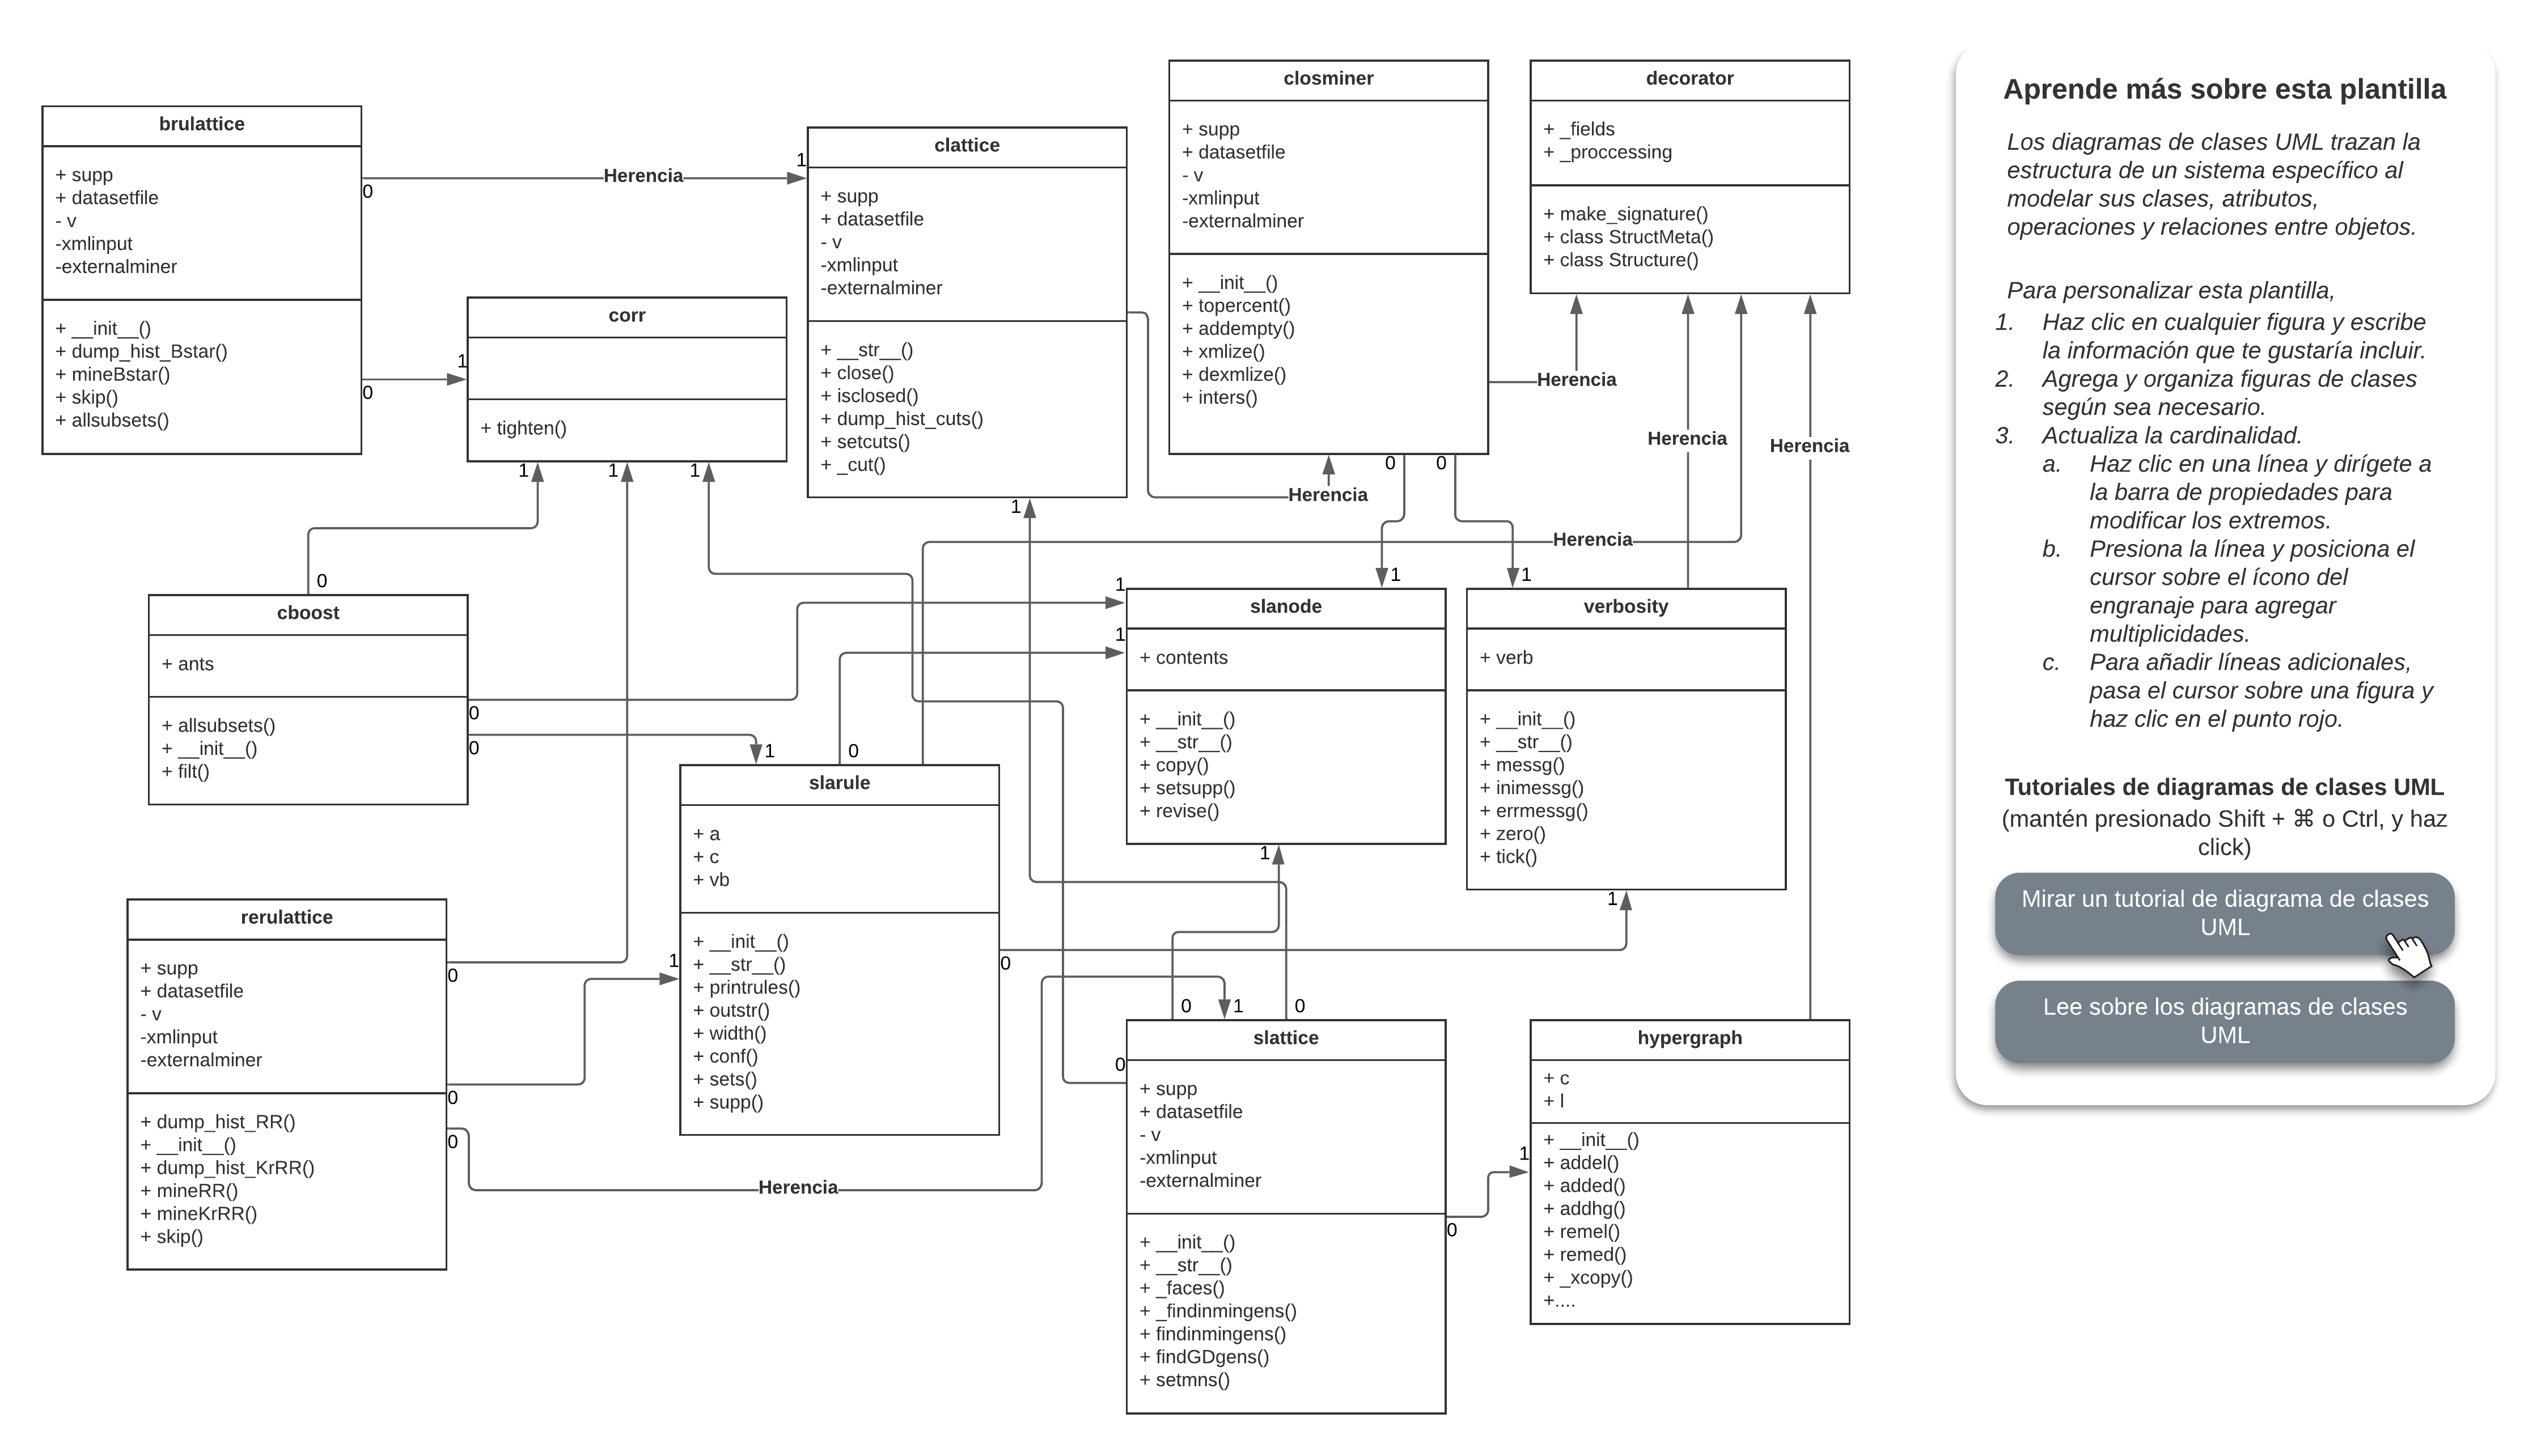 brulattice
+ supp
+ datasetfile
- v
-xmlinput
-externalminer
+ __init__()
+ dump_hist_Bstar()
+ mineBstar()
+ skip()
+ allsubsets()
0
Herencia
1
0
1
corr
+ tighten()
1
1
1
clattice
+ supp
+ datasetfile
- v
-xmlinput
-externalminer
+ __str__()
+ close()
+ isclosed()
+ dump_hist_cuts()
+ setcuts()
+ _cut()
1
Herencia
closminer
+ supp
+ datasetfile
- v
-xmlinput
-externalminer
+ __init__()
+ topercent()
+ addempty()
+ xmlize()
+ dexmlize()
+ inters()
0
0
Herencia
decorator
+ _fields
+ _proccessing
+ make_signature()
+ class StructMeta()
+ class Structure()
Herencia
Herencia
Herencia
0
cboost
+ ants
+ allsubsets()
+ __init__()
+ filt()
0
0
1
1
1
1
slanode
+ contents
+ __init__()
+ __str__()
+ copy()
+ setsupp()
+ revise()
1
1
verbosity
+ verb
+ __init__()
+ __str__()
+ messg()
+ inimessg()
+ errmessg()
+ zero()
+ tick()
1
1
0
slarule
+ a
+ c
+ vb
+ __init__()
+ __str__()
+ printrules()
+ outstr()
+ width()
+ conf()
+ sets()
+ supp()
0
rerulattice
+ supp
+ datasetfile
- v
-xmlinput
-externalminer
+ dump_hist_RR()
+ __init__()
+ dump_hist_KrRR()
+ mineRR()
+ mineKrRR()
+ skip()
0
0
0
Herencia
0
1
0
0
slattice
+ supp
+ datasetfile
- v
-xmlinput
-externalminer
+ __init__()
+ __str__()
+ _faces()
+ _findinmingens()
+ findinmingens()
+ findGDgens()
+ setmns()
0
1
hypergraph
+ c
+ l
+ __init__()
+ addel()
+ added()
+ addhg()
+ remel()
+ remed()
+ _xcopy()
+....
Aprende más sobre esta plantilla
Los diagramas de clases UML trazan la
estructura de un sistema específico al
modelar sus clases, atributos,
operaciones y relaciones entre objetos.
Para personalizar esta plantilla,
1. Haz clic en cualquier figura y escribe
la información que te gustaría incluir.
2. Agrega y organiza figuras de clases
según sea necesario.
3. Actualiza la cardinalidad.
a. Haz clic en una línea y dirígete a
la barra de propiedades para
modificar los extremos.
b. Presiona la línea y posiciona el
cursor sobre el ícono del
engranaje para agregar
multiplicidades.
c. Para añadir líneas adicionales,
pasa el cursor sobre una figura y
haz clic en el punto rojo.
Tutoriales de diagramas de clases UML
(mantén presionado Shift + ⌘ o Ctrl, y haz
click)
Mirar un tutorial de diagrama de clases
UML
Lee sobre los diagramas de clases
UML